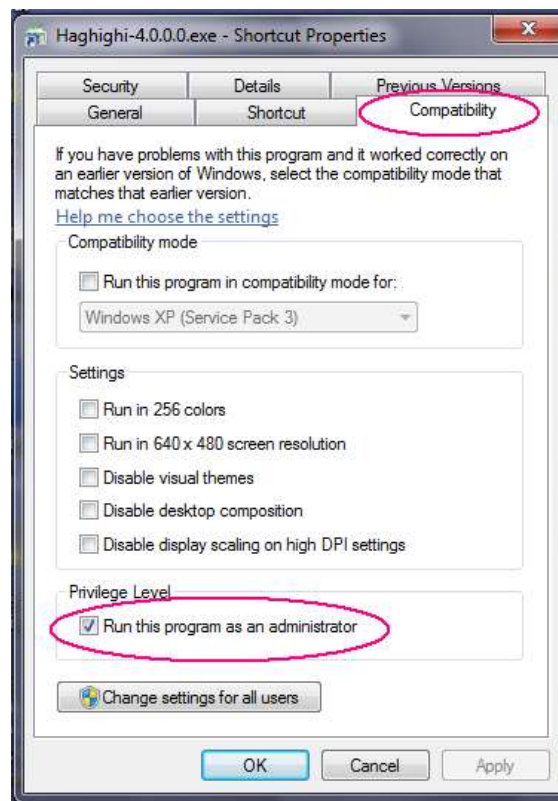 Haghighi-4.0.0.0.exe - Shortcut Properties
Security Details Previous Versions
General Shortcut Compatibility
If you have problems with this program and it worked correctly on
an earlier version of Windows, select the compatibility mode that
matches that earlier version.
Help me choose the settings
Compatibility mode
Run this program in compatibility mode for:
Windows XP (Service Pack 3)
Settings
Run in 256 colors
Run in 640 x 480 screen resolution
Disable visual themes
Disable desktop composition
Disable display scaling on high DPI settings
Privilege Level
Run this program as an administrator
Change settings for all users
OK Cancel Apply